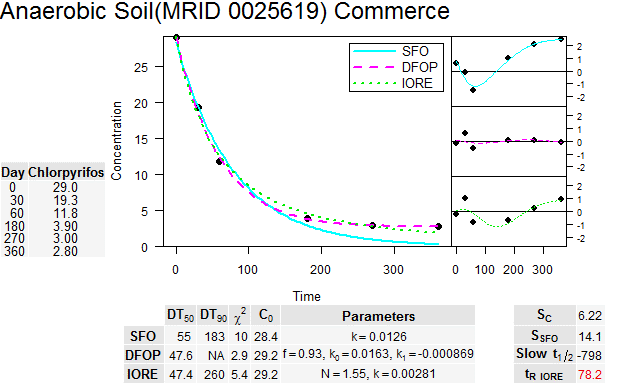 Anaerobic Soil(MRID 0025619) Commerce
SFO
DFOP
IORE
Concentration
25
20
15
10
5
0
0 100 200 300
Time
2
1
0
-1
-2
2
1
0
-1
-2
2
1
0
-1
-2
0 100 200 300
Day Chlorpyrifos
0 29.0
30 19.3
60 11.8
180 3.90
270 3.00
360 2.80
DT50 DT90 χ2 C0 Parameters
SFO 55 183 10 28.4 k = 0.0126
DFOP 47.6 NA 2.9 29.2 f = 0.93, k0 = 0.0163, k1 = -0.000869
IORE 47.4 260 5.4 29.2 N = 1.55, k = 0.00281
SC 6.22
SSFO 14.1
Slow t1/2 -798
tR IORE 78.2